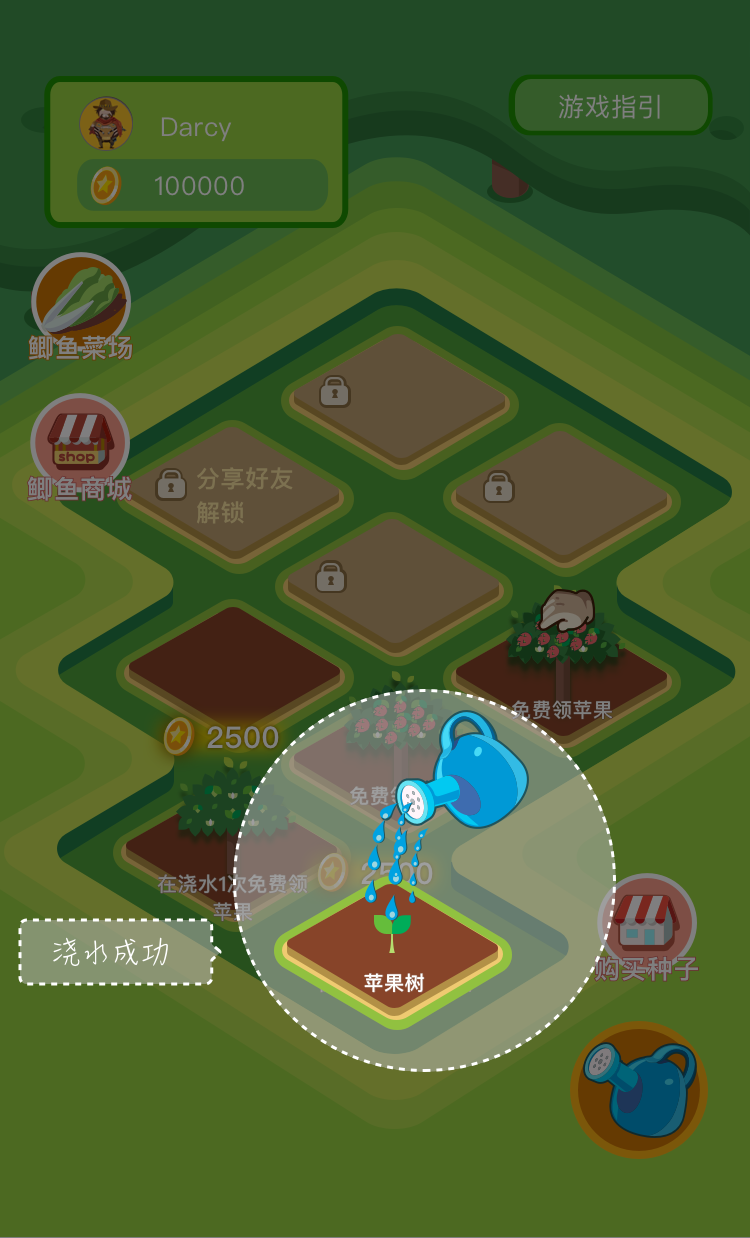 Darcy
游戏指引
100000
鲫鱼菜场
shop
鲫鱼商城
分享好友
解锁
免费领苹果
2500
免费
2500
在浇水1次免费领
苹果
浇水成功
苹果树
购买种子